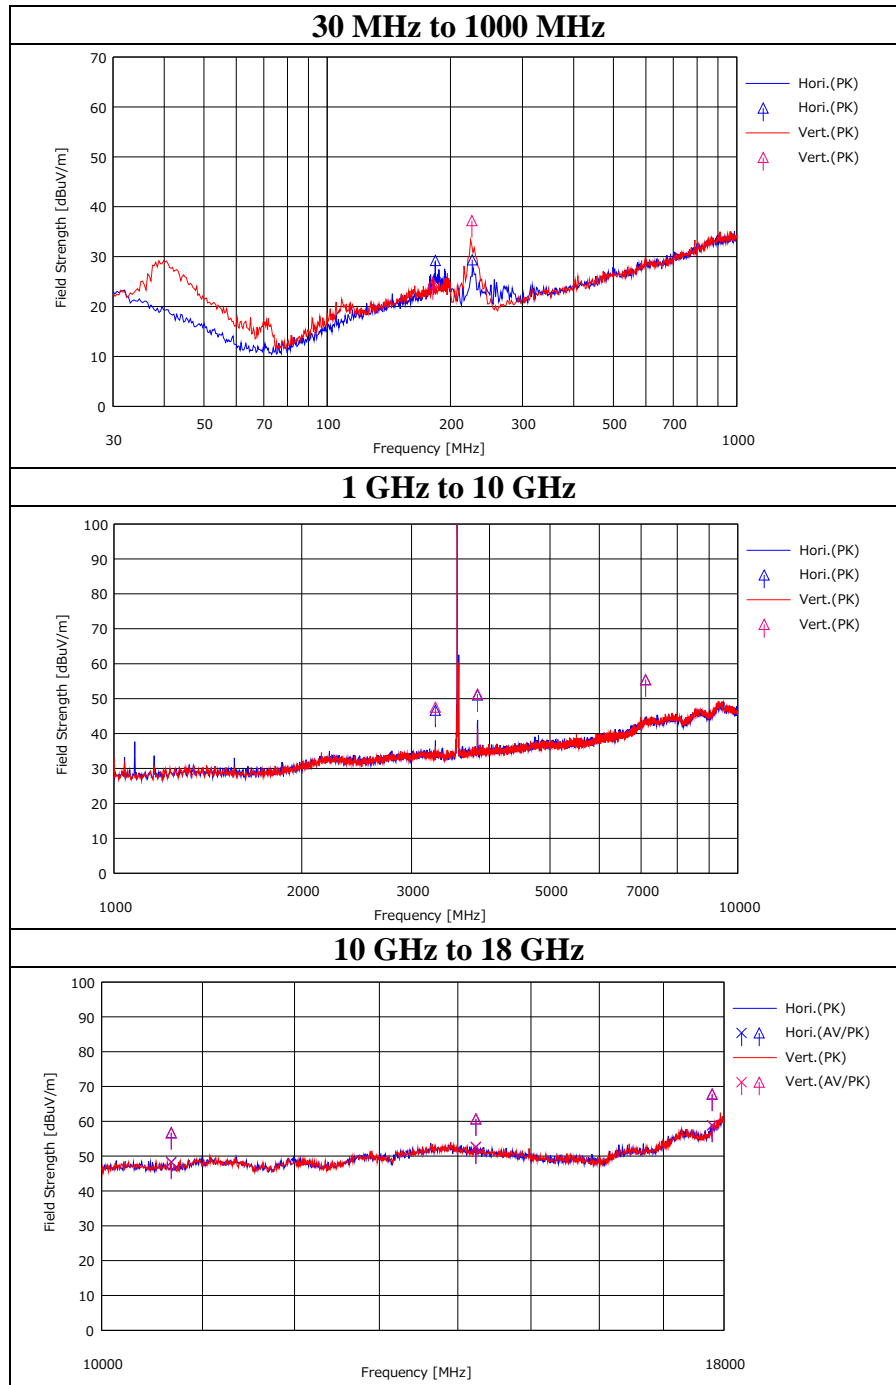 30 MHz to 1000 MHz
70
60
50
40
30
20
10
0
Field Strength [dBuV/m]
30
50
70
100
200
300
500
700
1000
Frequency [MHz]
Hori.(PK)
Hori.(PK)
Vert.(PK)
Vert.(PK)
1 GHz to 10 GHz
100
90
80
70
60
50
40
30
20
10
0
Field Strength [dBuV/m]
1000
2000
3000
5000
7000
10000
Frequency [MHz]
Hori.(PK)
Hori.(PK)
Vert.(PK)
Vert.(PK)
10 GHz to 18 GHz
100
90
80
70
60
50
40
30
20
10
0
Field Strength [dBuV/m]
10000
18000
Frequency [MHz]
Hori.(PK)
Hori.(AV/PK)
Vert.(PK)
Vert.(AV/PK)